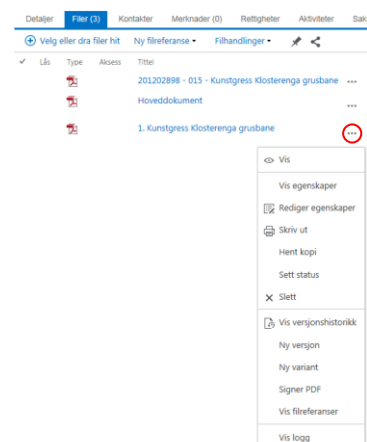 Detaljer Filer (3) Kontakter Merknader (0) Rettigheter Aktiviteter Sak
Velg eller dra filer hit Ny filreferanse Filhandlinger
Lås Type Aksess Tittel
201202898 - 015 - Kunstgress Klosterenga grusbane ...
Hoveddokument ...
1. Kunstgress Klosterenga grusbane ...
Vis
Vis egenskaper
Rediger egenskaper
Skriv ut
Hent kopi
Sett status
Slett
Vis versjonshistorikk
Ny versjon
Ny variant
Signer PDF
Vis filreferanser
Vis logg